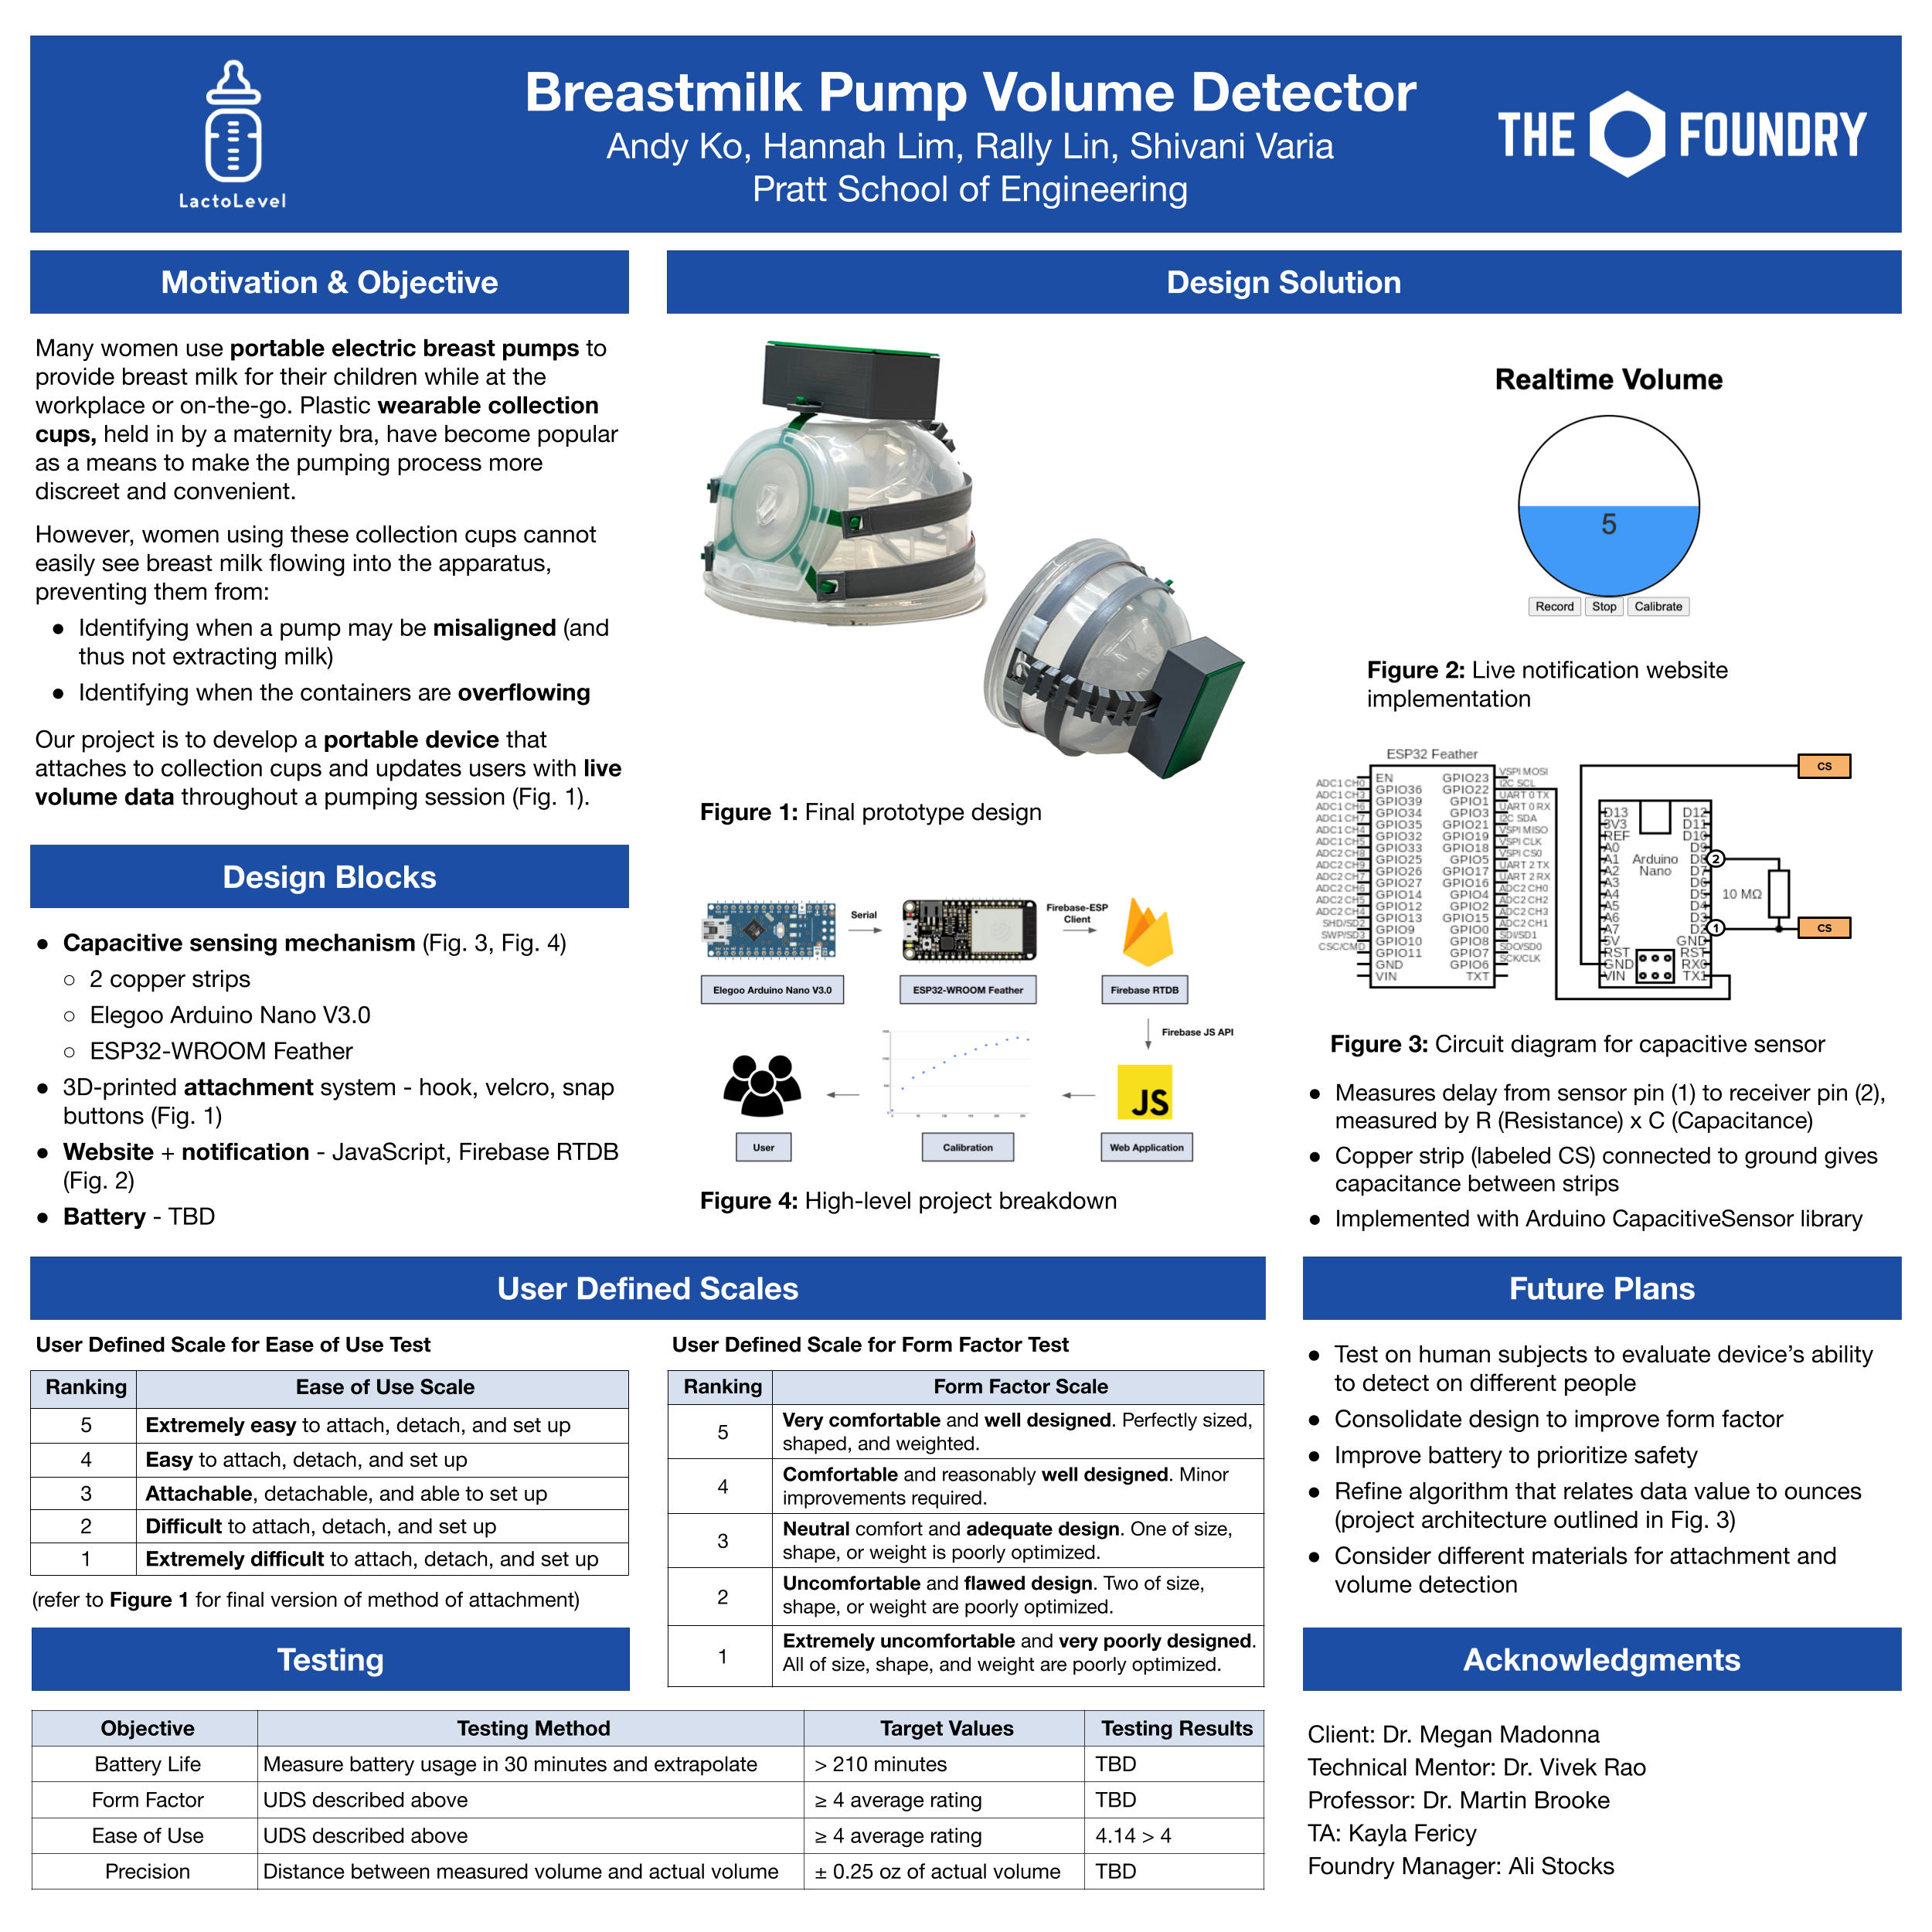 LactoLevel
Breastmilk Pump Volume Detector
Andy Ko, Hannah Lim, Rally Lin, Shivani Varia
Pratt School of Engineering
THE FOUNDRY
Motivation & Objective
Many women use portable electric breast pumps to
provide breast milk for their children while at the
workplace or on-the-go. Plastic wearable collection
cups, held in by a maternity bra, have become popular
as a means to make the pumping process more
discreet and convenient.
However, women using these collection cups cannot
easily see breast milk flowing into the apparatus,
preventing them from:
● Identifying when a pump may be misaligned (and
thus not extracting milk)
● Identifying when the containers are overflowing
Our project is to develop a portable device that
attaches to collection cups and updates users with live
volume data throughout a pumping session (Fig. 1).
Design Blocks
● Capacitive sensing mechanism (Fig. 3, Fig. 4)
○ 2 copper strips
○ Elegoo Arduino Nano V3.0
○ ESP32-WROOM Feather
● 3D-printed attachment system - hook, velcro, snap
buttons (Fig. 1)
● Website + notification - JavaScript, Firebase RTDB
(Fig. 2)
● Battery - TBD
Design Solution
Figure 1: Final prototype design
Realtime Volume
5
Record Stop Calibrate
Figure 2: Live notification website
implementation
Serial
Firebase-ESP
Client
Elegoo Arduino Nano V3.0
ESP32-WROOM Feather
Firebase RTDB
Firebase JS API
JS
User
Calibration
Web Application
Figure 4: High-level project breakdown
ESP32 Feather
EN GPIO23 VSPI MOSI
ADC1 CH0 GPIO36 GPIO22 I2C SCL
ADC1 CH3 GPIO39 GPIO1 UART 0 TX
ADC1 CH6 GPIO34 GPIO3 UART 0 RX
ADC1 CH7 GPIO35 GPIO21 I2C SDA
ADC1 CH4 GPIO32 GPIO19 VSPI MISO
ADC1 CH5 GPIO33 GPIO18 VSPI CLK
ADC2 CH8 GPIO25 GPIO5 VSPI CS0
ADC2 CH9 GPIO26 GPIO17 UART 2 TX
ADC2 CH7 GPIO27 GPIO16 UART 2 RX
ADC2 CH6 GPIO14 GPIO4 ADC2 CH0
ADC2 CH5 GPIO12 GPIO2 ADC2 CH2
ADC2 CH4 GPIO13 GPIO15 ADC2 CH3
SHD/SD2 GPIO9 GPIO0 ADC2 CH1
SWP/SD3 GPIO10 GPIO8 SDI/SD1
CSC/CMD GPIO11 GPIO7 SDO/SD0
GND GPIO6 SCK/CLK
VIN TXT
CS
D13 D12
3V3 D11
REF D10
A0 D9
A1 D8 2
A2 D7
A3 D6
A4 D5
A5 D4
A6 D3
A7 D2 1
5V GND
RST RST
GND RX0
VIN TX1
Arduino
Nano
10 MΩ
CS
Figure 3: Circuit diagram for capacitive sensor
● Measures delay from sensor pin (1) to receiver pin (2),
measured by R (Resistance) x C (Capacitance)
● Copper strip (labeled CS) connected to ground gives
capacitance between strips
● Implemented with Arduino CapacitiveSensor library
User Defined Scales
User Defined Scale for Ease of Use Test
Ranking Ease of Use Scale
5 Extremely easy to attach, detach, and set up
4 Easy to attach, detach, and set up
3 Attachable, detachable, and able to set up
2 Difficult to attach, detach, and set up
1 Extremely difficult to attach, detach, and set up
(refer to Figure 1 for final version of method of attachment)
User Defined Scale for Form Factor Test
Ranking Form Factor Scale
5 Very comfortable and well designed. Perfectly sized,
shaped, and weighted.
4 Comfortable and reasonably well designed. Minor
improvements required.
3 Neutral comfort and adequate design. One of size,
shape, or weight is poorly optimized.
2 Uncomfortable and flawed design. Two of size,
shape, or weight are poorly optimized.
1 Extremely uncomfortable and very poorly designed.
All of size, shape, and weight are poorly optimized.
Testing
Objective Testing Method Target Values Testing Results
Battery Life Measure battery usage in 30 minutes and extrapolate > 210 minutes TBD
Form Factor UDS described above ≥ 4 average rating TBD
Ease of Use UDS described above ≥ 4 average rating 4.14 > 4
Precision Distance between measured volume and actual volume ± 0.25 oz of actual volume TBD
Future Plans
● Test on human subjects to evaluate device's ability
to detect on different people
● Consolidate design to improve form factor
● Improve battery to prioritize safety
● Refine algorithm that relates data value to ounces
(project architecture outlined in Fig. 3)
● Consider different materials for attachment and
volume detection
Acknowledgments
Client: Dr. Megan Madonna
Technical Mentor: Dr. Vivek Rao
Professor: Dr. Martin Brooke
TA: Kayla Fericy
Foundry Manager: Ali Stocks